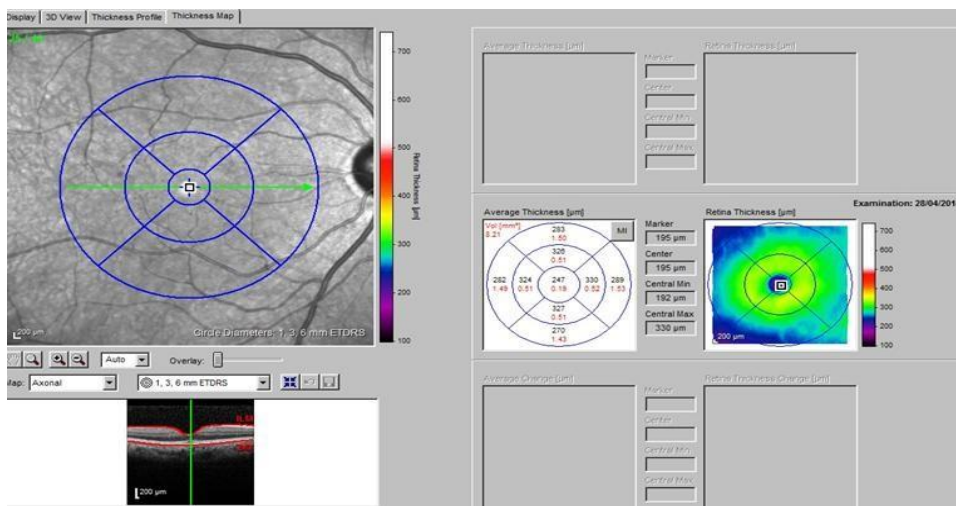 Display 3D View Thickness Profile Thickness Map
700
600
500
400
300
200
100
Retina Thickness [µm]
200 µm
Circle Diameters: 1, 3, 6 mm ETDRS
Auto Overlay:
Map: Axonal 1, 3, 6 mm ETDRS
200 µm
Average Thickness [µm]
Marker
Center
Central Min
Central Max
Retina Thickness [µm]
Examination: 28/04/201
Average Thickness [µm]
Vol [mm³]
8.21
MI
283
1.50
326
0.51
282 324 247 330 289
1.49 0.51 0.19 0.52 1.53
327
0.51
270
1.43
Marker
195 µm
Center
195 µm
Central Min
192 µm
Central Max
330 µm
Retina Thickness [µm]
200 µm
700
600
500
400
300
200
100
Average Change [µm]
Marker
Center
Central Min
Central Max
Retina Thickness Change [µm]